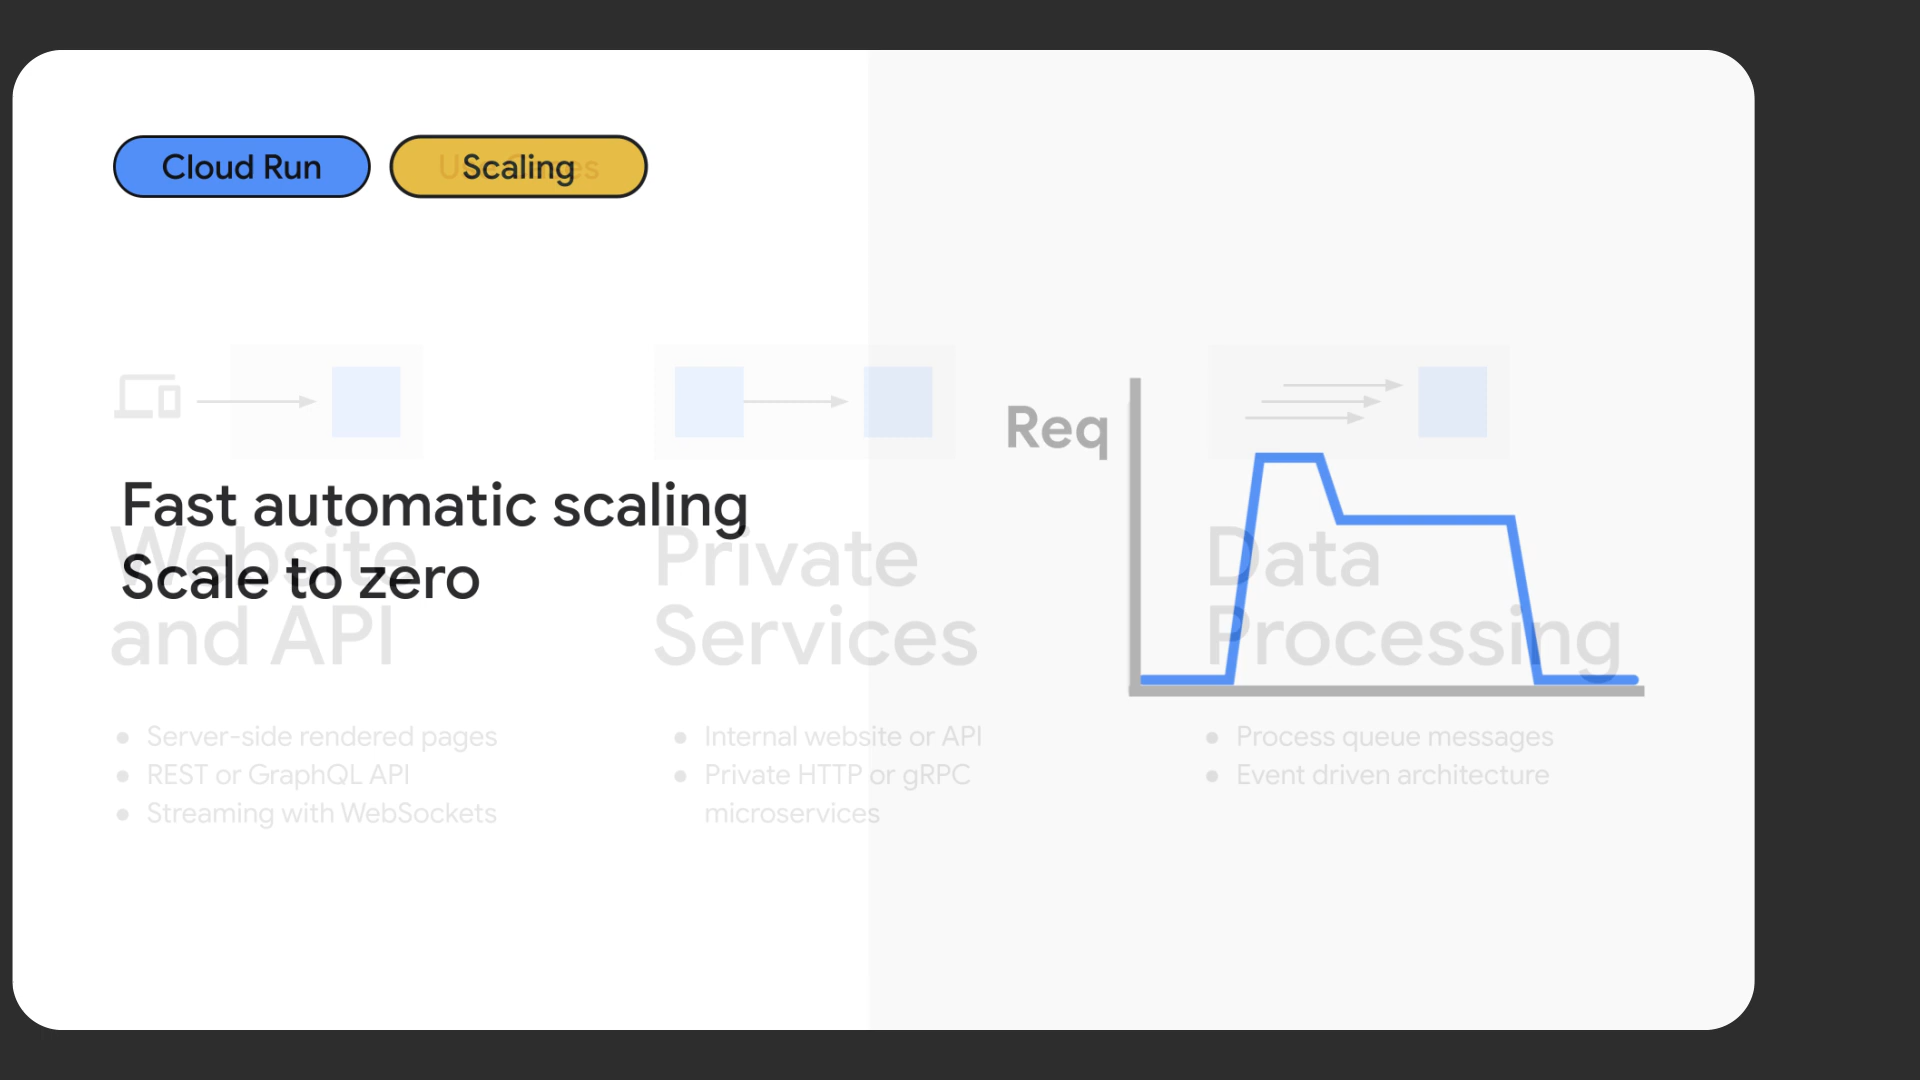 Cloud Run
Scaling
Use Cases
Req
Fast automatic scaling
Scale to zero
Website
and API
Private
Services
Data
Processing
● Server-side rendered pages
● REST or GraphQL API
● Streaming with WebSockets
● Internal website or API
● Private HTTP or gRPC
microservices
● Process queue messages
● Event driven architecture